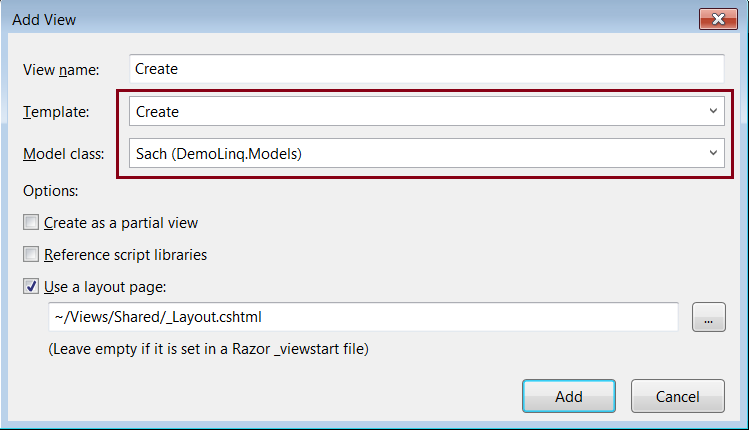 Add View
View name: Create
Template: Create
Model class: Sach (DemoLinq.Models)
Options:
Create as a partial view
Reference script libraries
Use a layout page:
~/Views/Shared/_Layout.cshtml ...
(Leave empty if it is set in a Razor _viewstart file)
Add Cancel